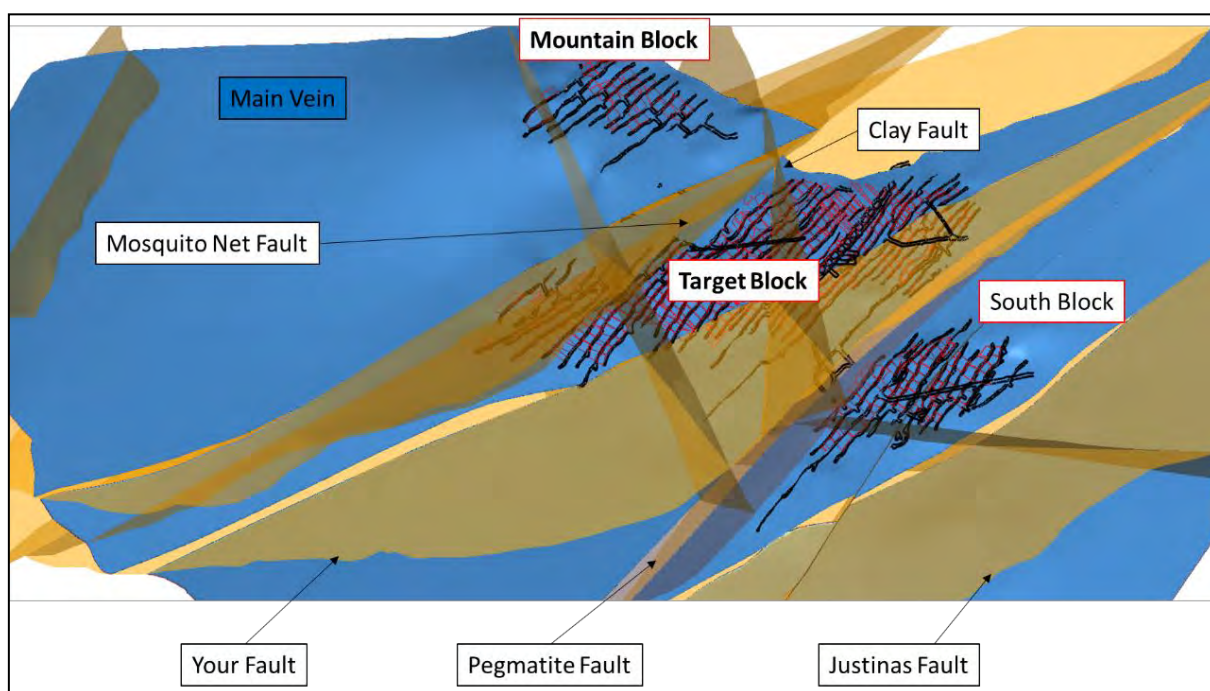 Mountain Block
Main Vein
Clay Fault
Mosquito Net Fault
Target Block
South Block
Your Fault
Pegmatite Fault
Justinas Fault